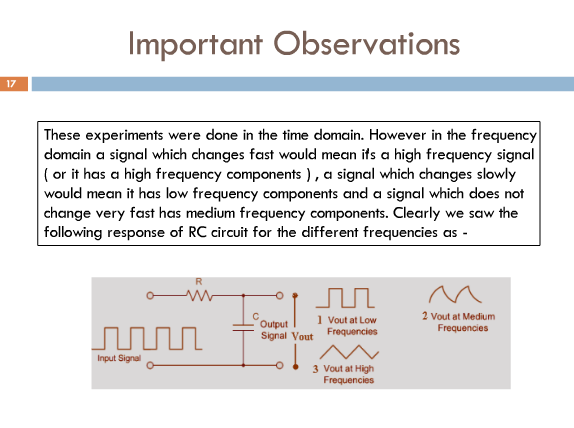 Important Observations
17
These experiments were done in the time domain. However in the frequency
domain a signal which changes fast would mean it's a high frequency signal
( or it has a high frequency components ) , a signal which changes slowly
would mean it has low frequency components and a signal which does not
change very fast has medium frequency components. Clearly we saw the
following response of RC circuit for the different frequencies as -
R
C
Output
Signal Vout
Input Signal
1 Vout at Low
Frequencies
2 Vout at Medium
Frequencies
3 Vout at High
Frequencies